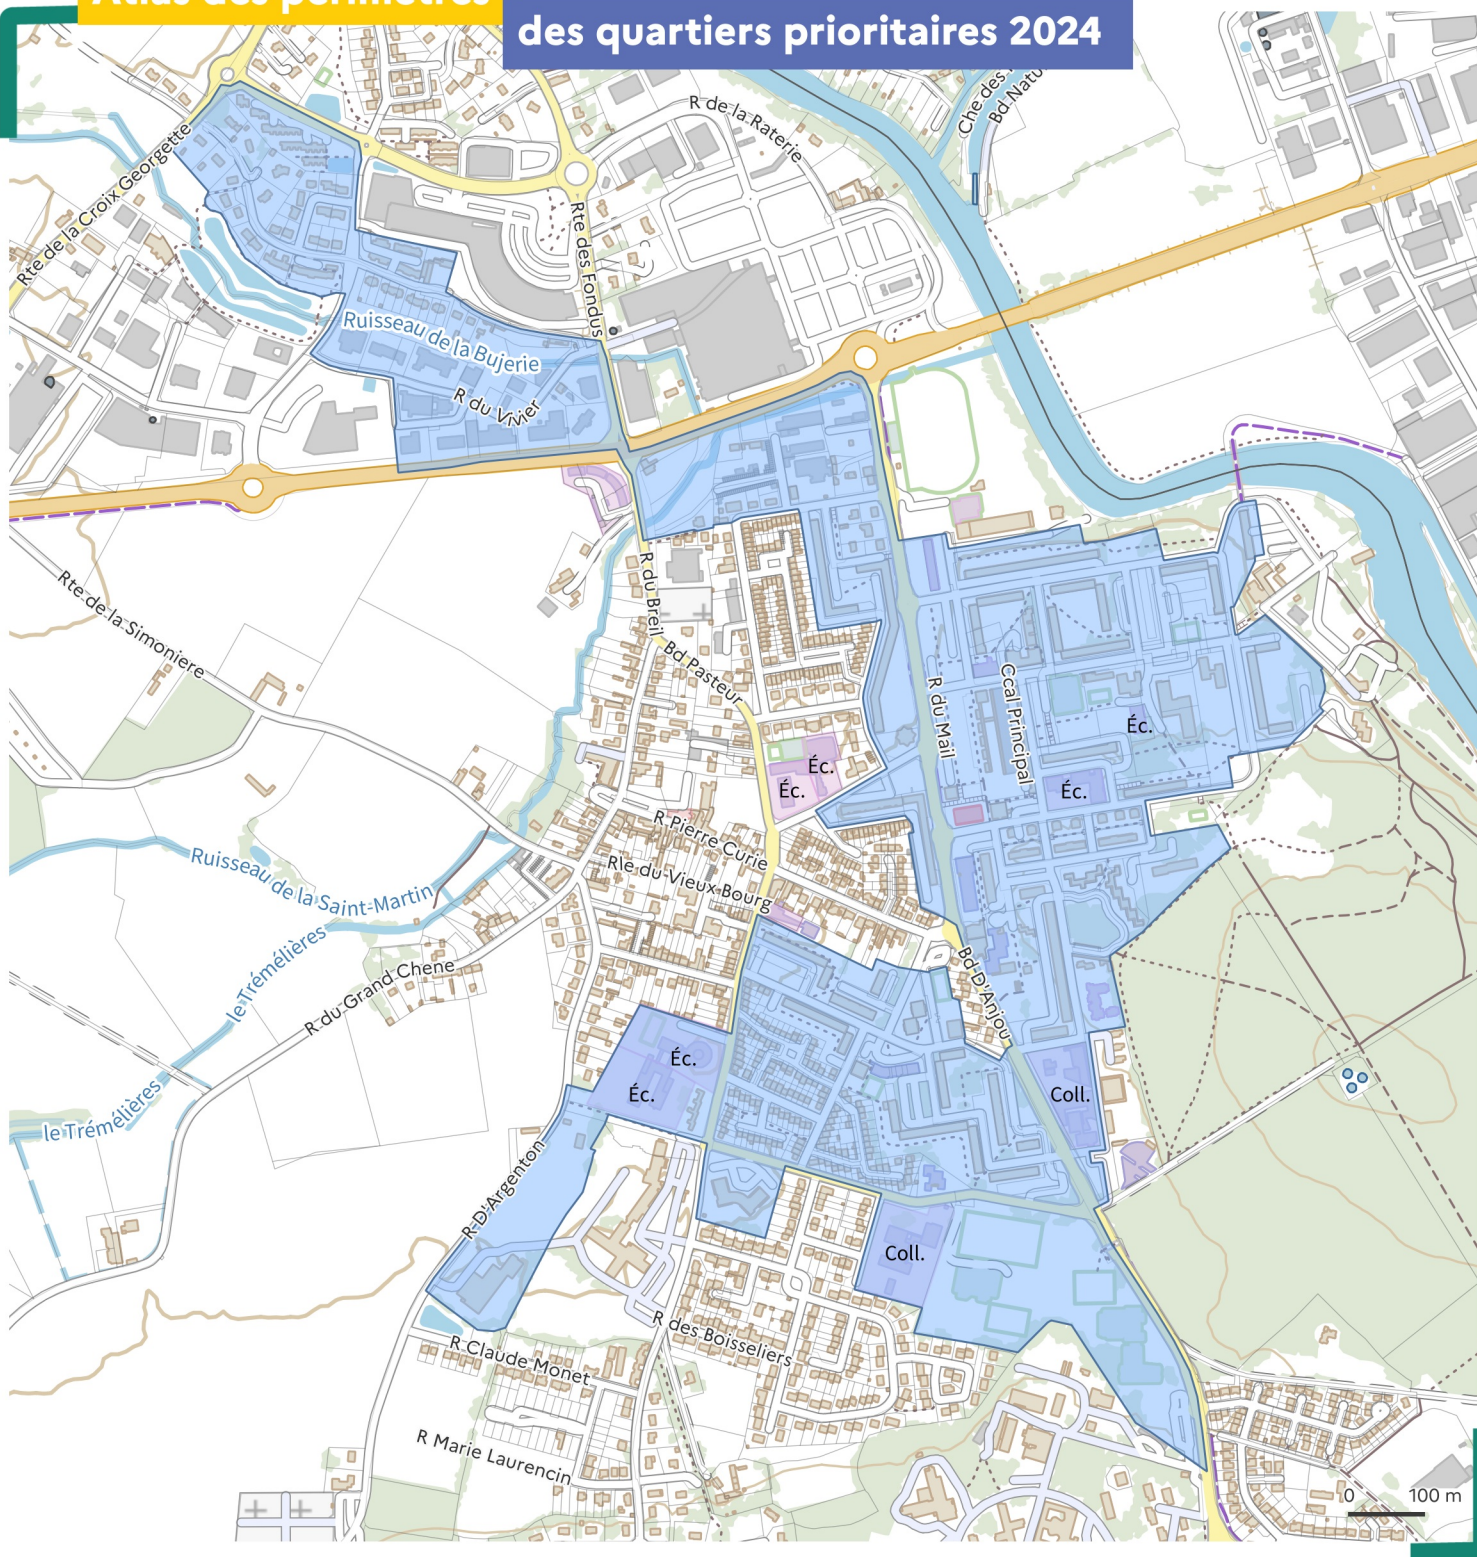 Atlas des périmètres
des quartiers prioritaires 2024
Che des
Bd Natu
R de la Raterie
Rte de la Croix Georgette
Rte des Fondus
Ruisseau de la Bujerie
R du Vivier
Rte de la Simoniere
R du Breil
Bd Pasteur
R du Mail
Ccal Principal
Éc.
Éc.
Éc.
Éc.
R Pierre Curie
Rle du Vieux Bourg
Ruisseau de la Saint-Martin
le Trémélières
R du Grand Chene
Bd D'Anjou
Éc.
Éc.
Coll.
le Trémélières
R D'Argenton
Coll.
R des Boisseliers
R Claude Monet
R Marie Laurencin
0 100 m